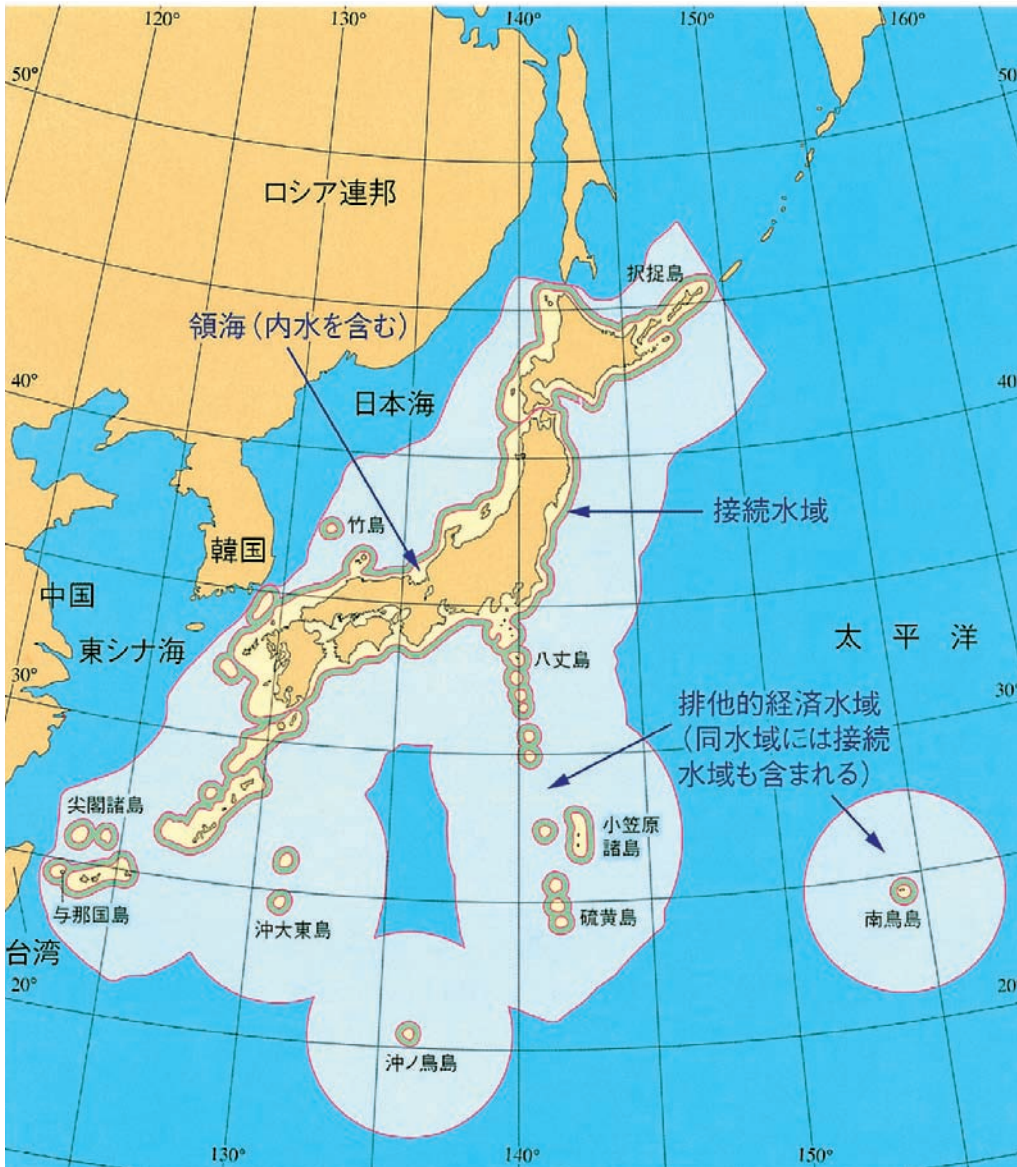 120°
130°
140°
150°
160°
50°
50°
ロシア連邦
択捉島
領海（内水を含む）
40°
日本海
40°
接続水域
竹島
韓国
中国
東シナ海
太平洋
八丈島
30°
30°
排他的経済水域
（同水域には接続
水域も含まれる）
尖閣諸島
小笠原
諸島
与那国島
沖大東島
硫黄島
南鳥島
台湾
20°
20°
沖ノ鳥島
130°
140°
150°